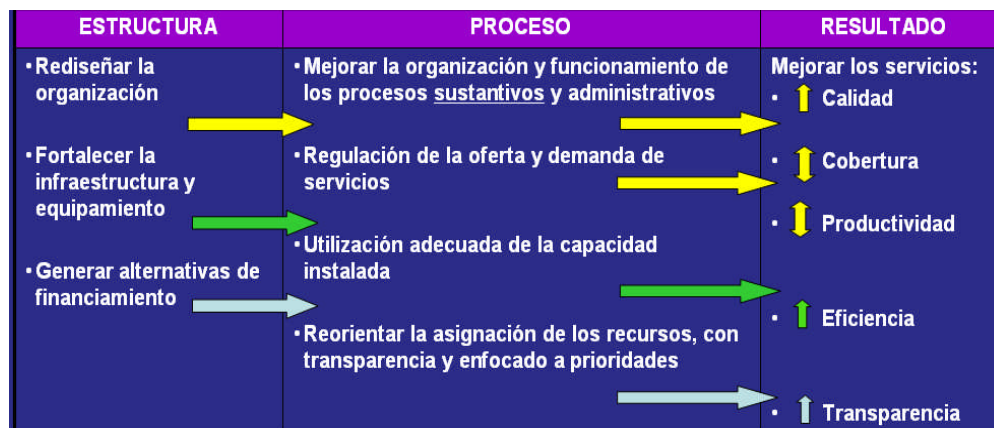 ESTRUCTURA
PROCESO
RESULTADO
• Rediseñar la
organización
• Fortalecer la
infraestructura y
equipamiento
• Generar alternativas de
financiamiento
• Mejorar la organización y funcionamiento de
los procesos sustantivos y administrativos
• Regulación de la oferta y demanda de
servicios
• Utilización adecuada de la capacidad
instalada
• Reorientar la asignación de los recursos, con
transparencia y enfocado a prioridades
Mejorar los servicios:
• Calidad
• Cobertura
• Productividad
• Eficiencia
• Transparencia